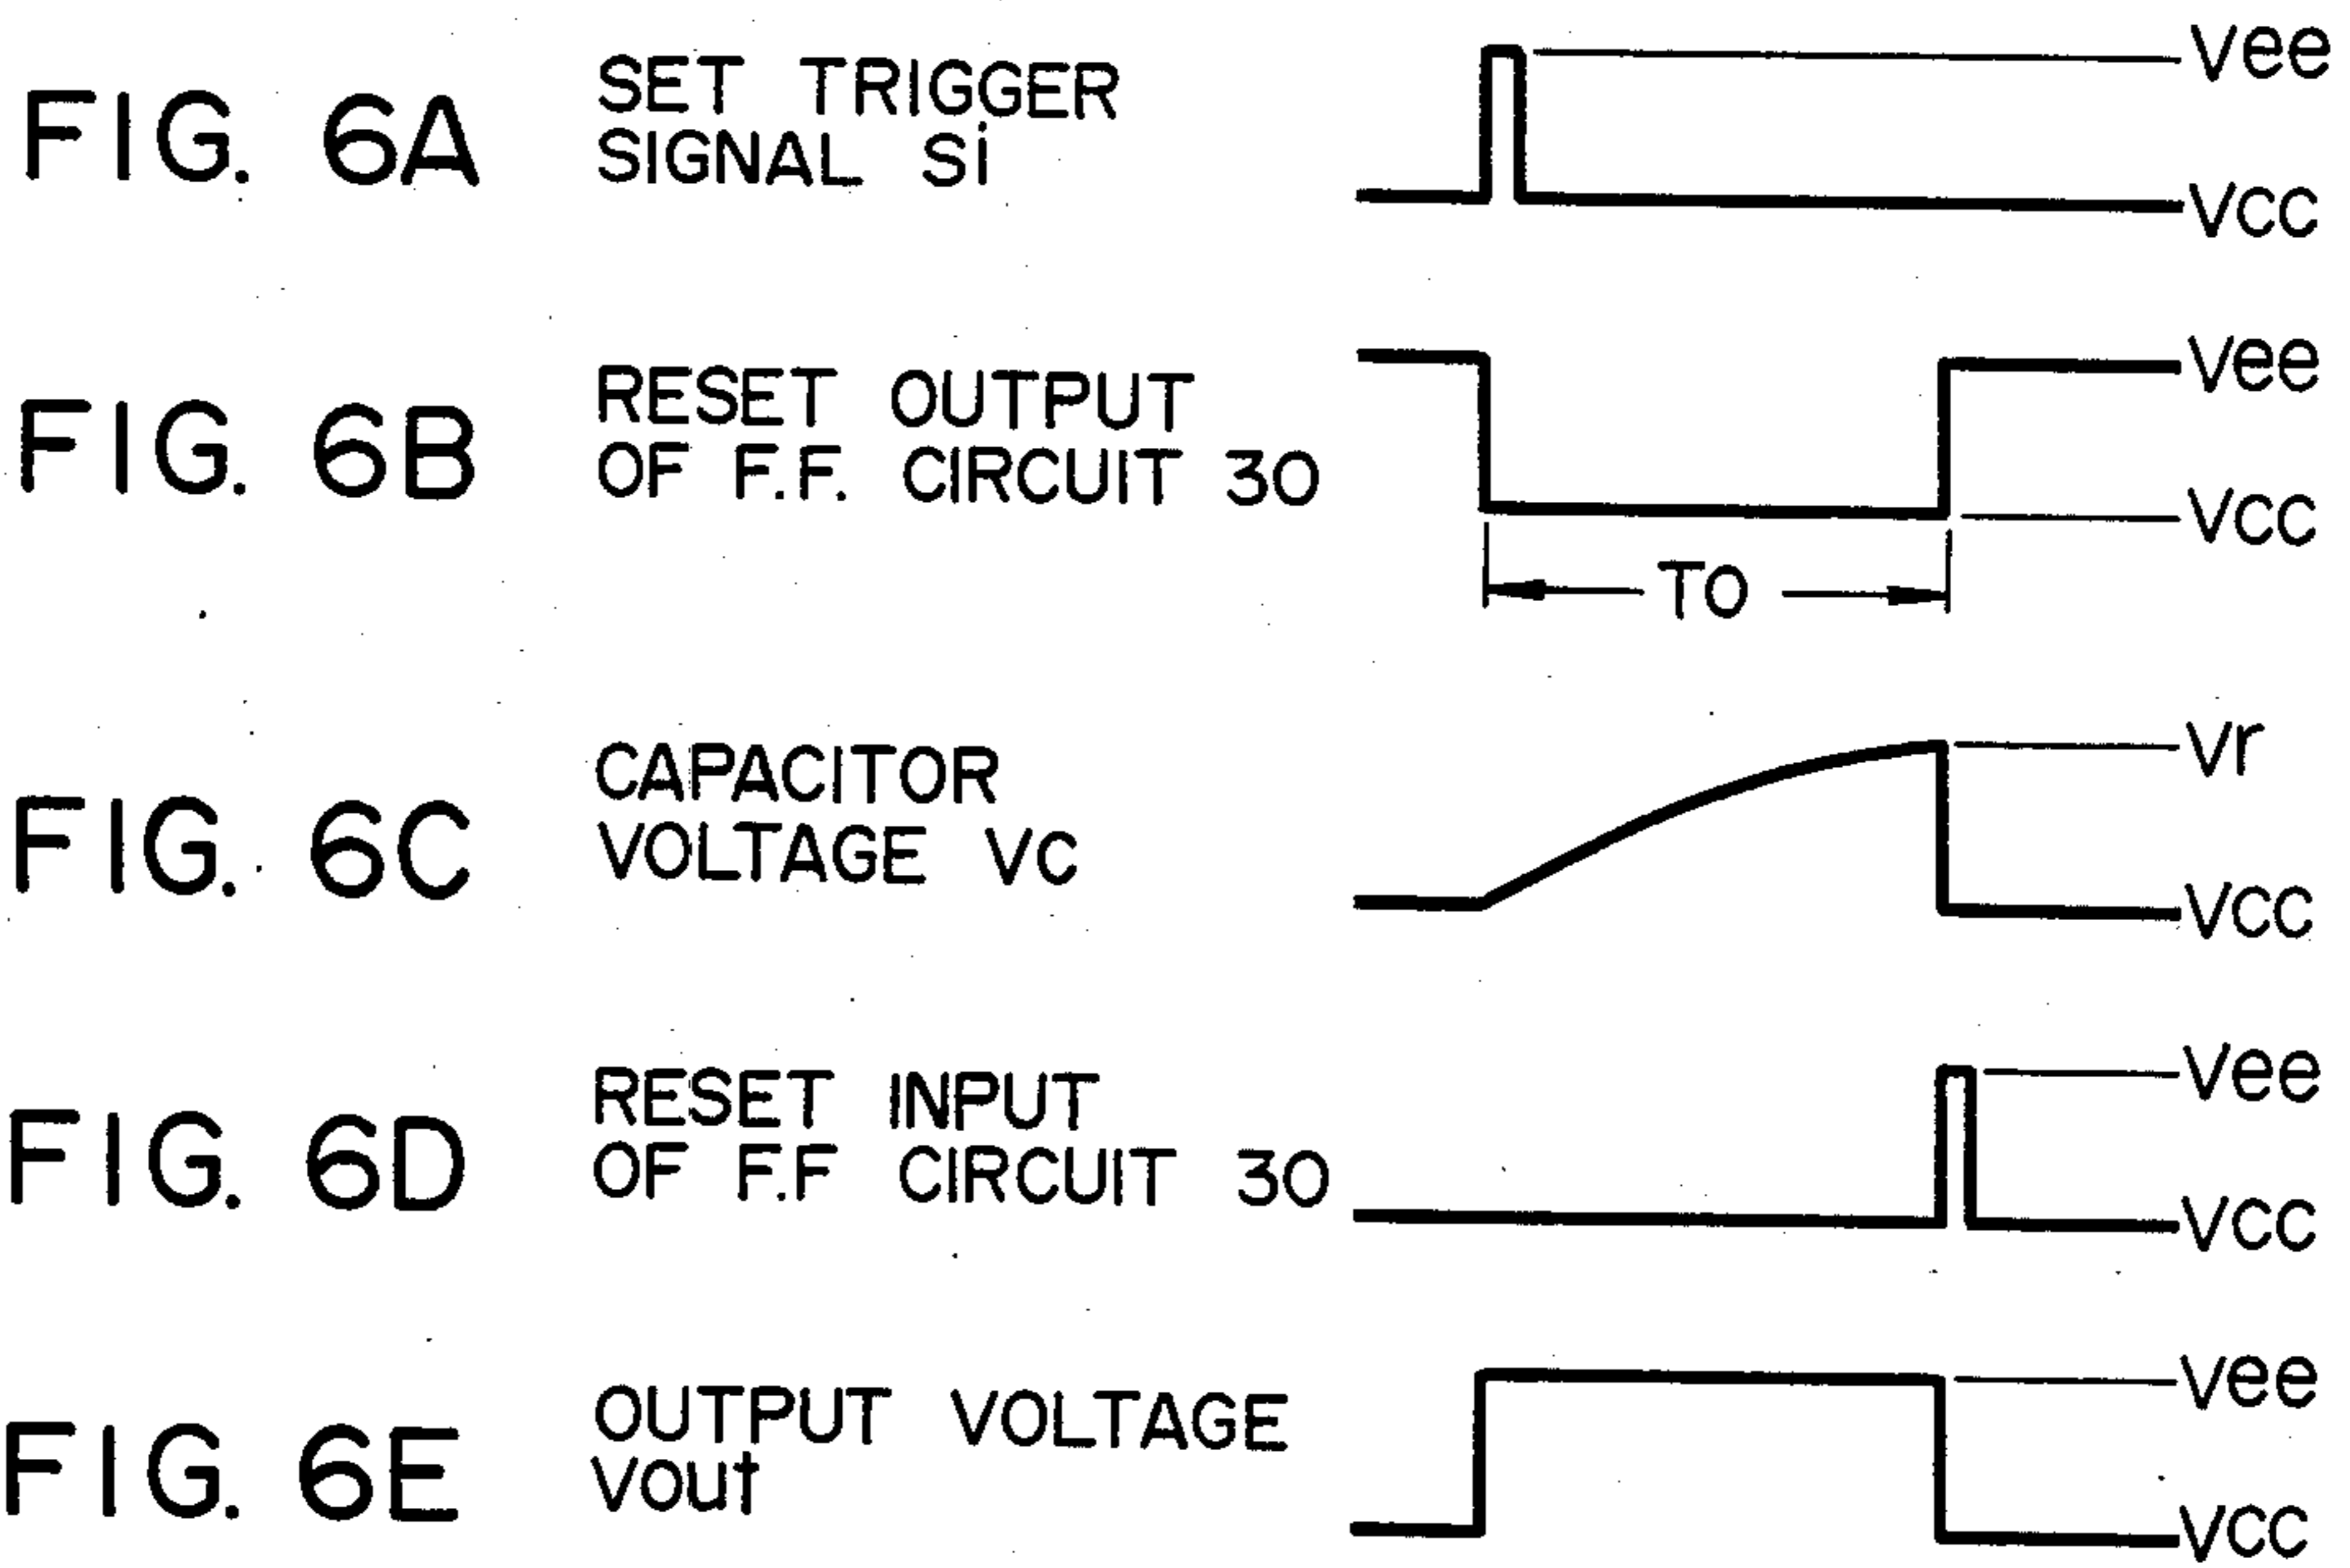 FIG. 6A
SET TRIGGER
SIGNAL Si
Vee
Vcc
FIG. 6B
RESET OUTPUT
OF F.F. CIRCUIT 30
Vee
Vcc
TO
FIG. 6C
CAPACITOR
VOLTAGE VC
Vr
Vcc
FIG. 6D
RESET INPUT
OF F.F CIRCUIT 30
Vee
Vcc
FIG. 6E
OUTPUT VOLTAGE
Vout
Vee
Vcc